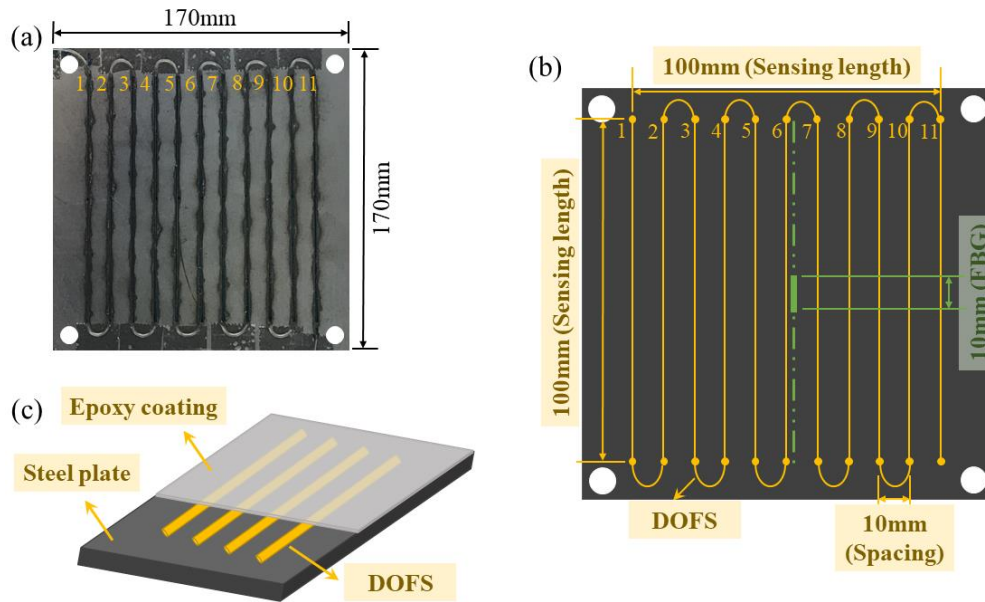 (a)
170mm
1 2 3 4 5 6 7 8 9 10 11
170mm
(b)
100mm (Sensing length)
1 2 3 4 5 6 7 8 9 10 11
100mm (Sensing length)
10mm (FBG)
DOFS
10mm
(Spacing)
(c)
Epoxy coating
Steel plate
DOFS